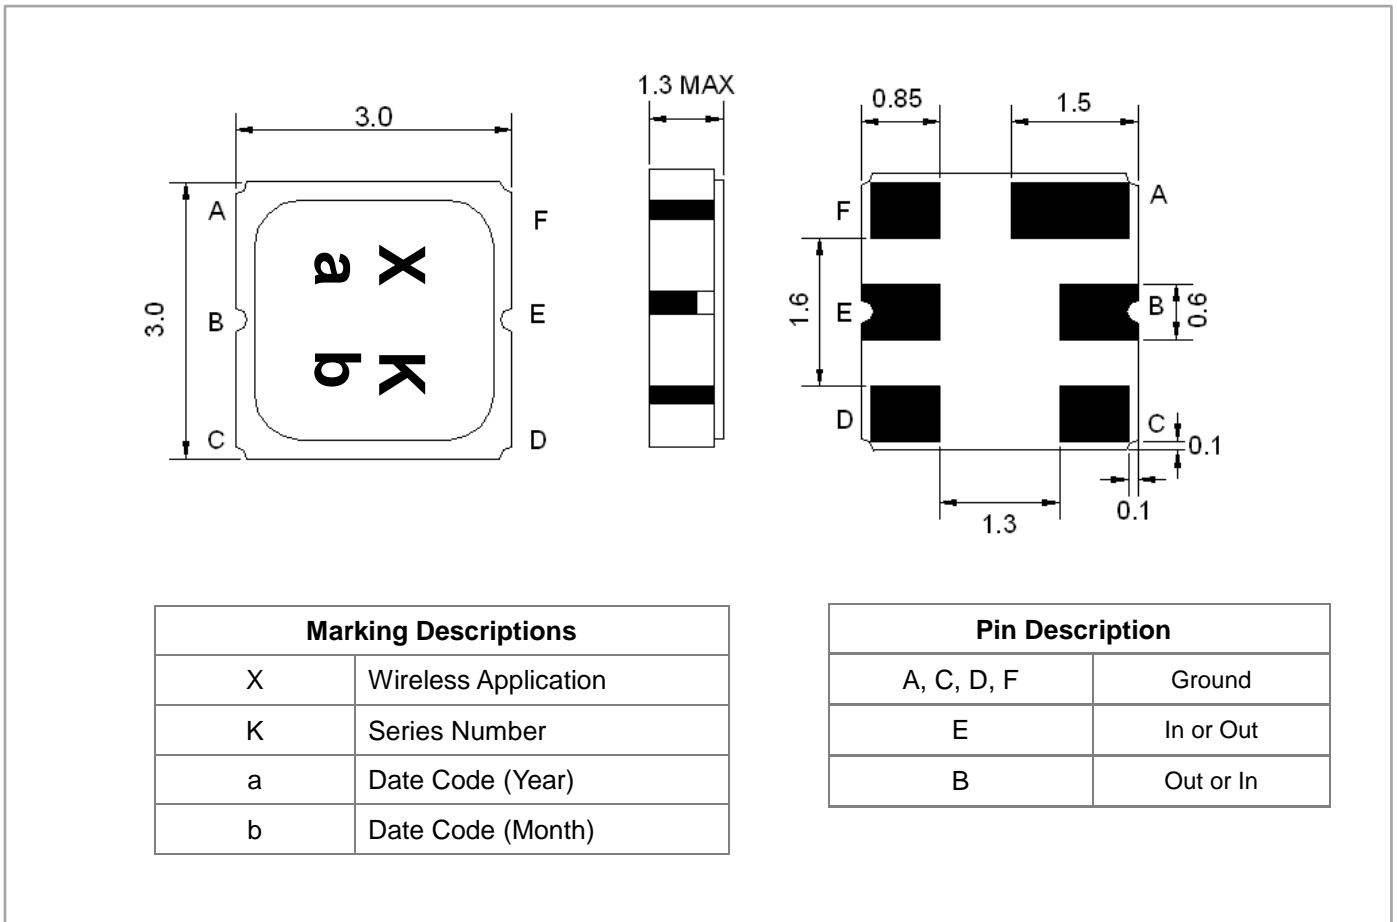 1.3 MAX
0.85
1.5
3.0
A
F
X
a
F
A
3.0
B
E
1.6
E
B
0.6
K
b
C
D
D
C
0.1
0.1
1.3
Marking Descriptions
X Wireless Application
K Series Number
a Date Code (Year)
b Date Code (Month)
Pin Description
A, C, D, F Ground
E In or Out
B Out or In